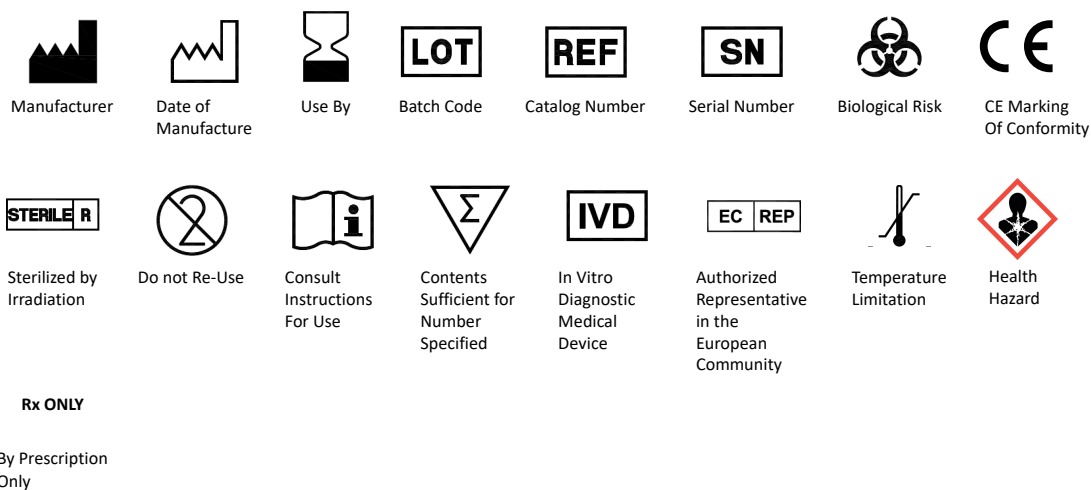 LOT
REF
SN
CE
Manufacturer
Date of
Manufacture
Use By
Batch Code
Catalog Number
Serial Number
Biological Risk
CE Marking
Of Conformity
STERILE R
2
i
Σ
IVD
EC REP
Sterilized by
Irradiation
Do not Re-Use
Consult
Instructions
For Use
Contents
Sufficient for
Number
Specified
In Vitro
Diagnostic
Medical
Device
Authorized
Representative
in the
European
Community
Temperature
Limitation
Health
Hazard
Rx ONLY
By Prescription
Only